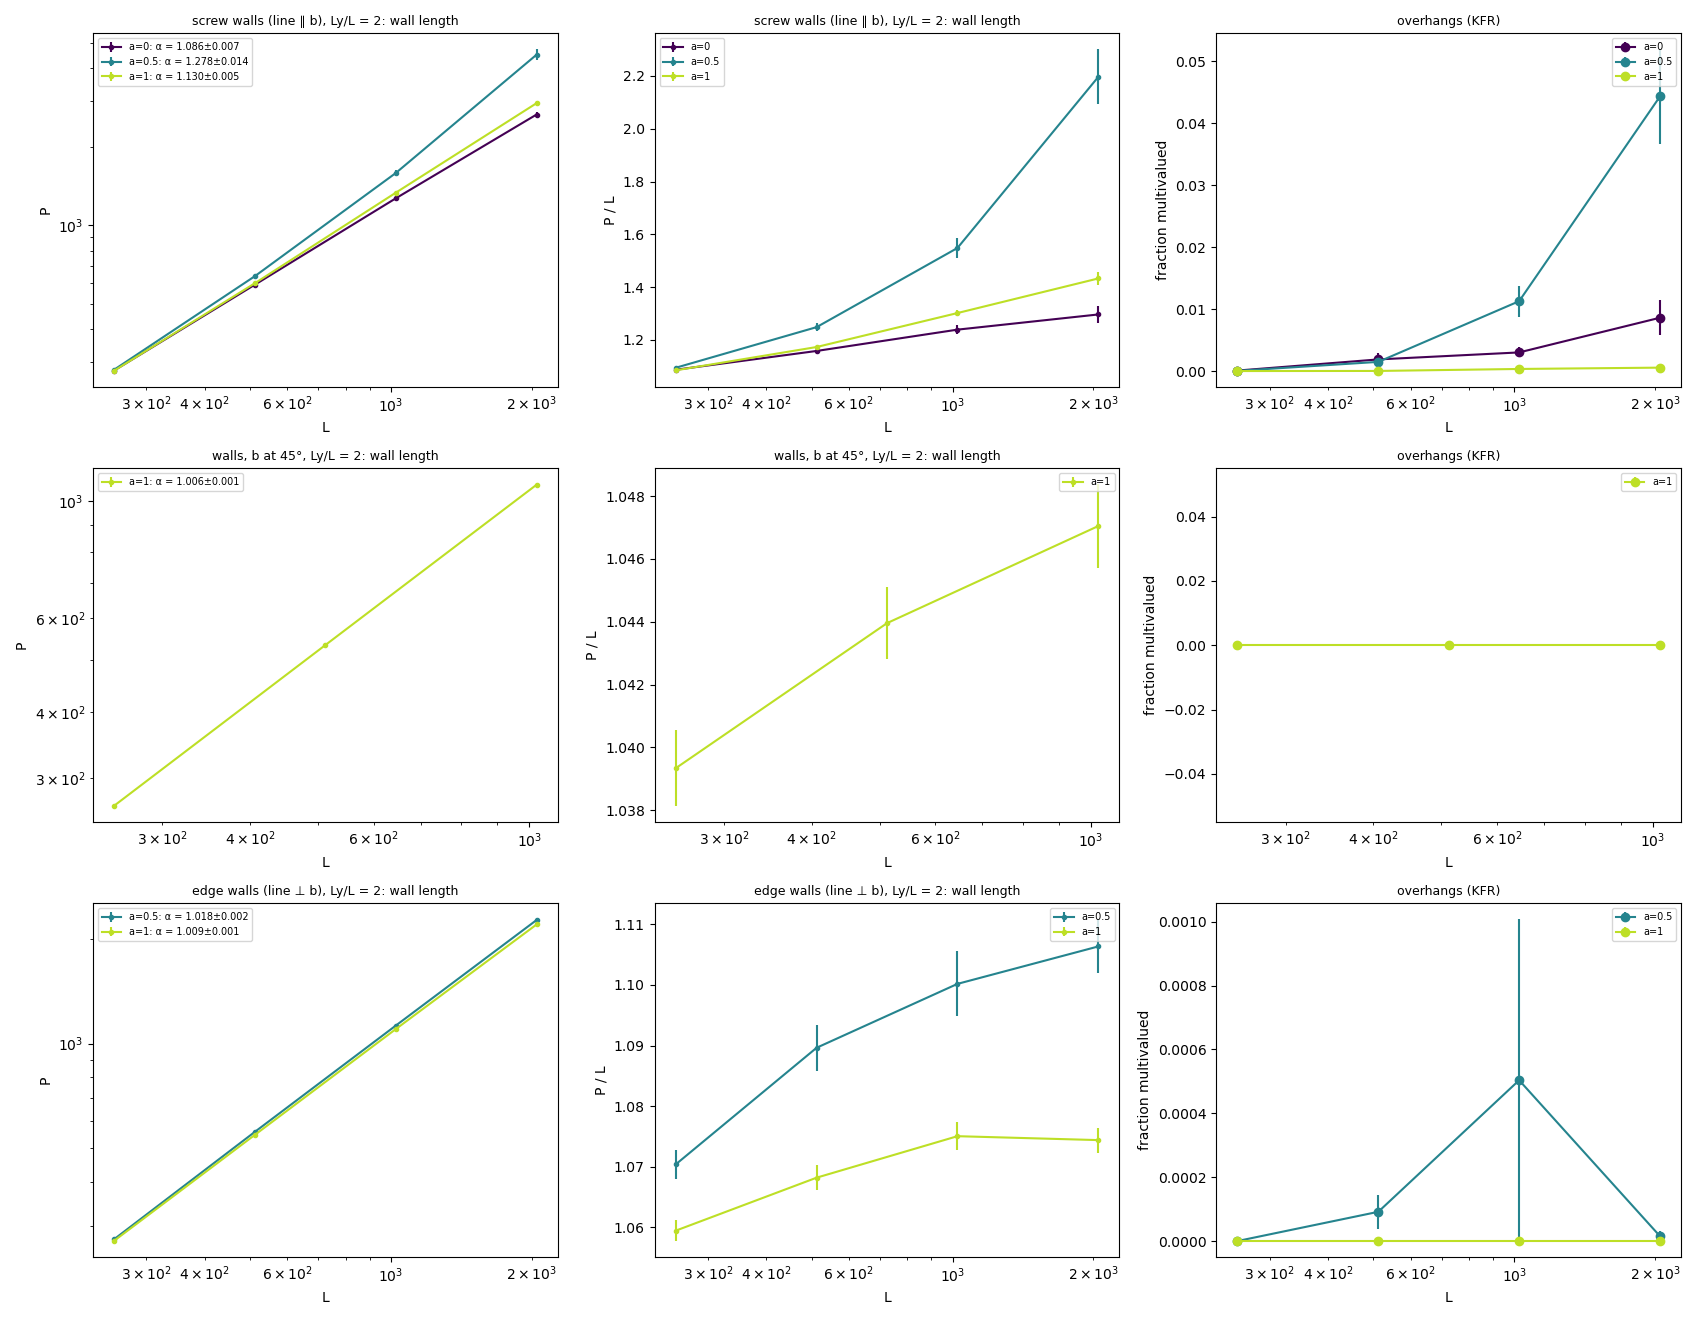 screw walls (line ∥ b), Ly/L = 2: wall length
a=0: α = 1.086±0.007
a=0.5: α = 1.278±0.014
a=1: α = 1.130±0.005
P
10³
3 × 10² 4 × 10² 6 × 10² 10³ 2 × 10³
L
screw walls (line ∥ b), Ly/L = 2: wall length
a=0
a=0.5
a=1
P / L
2.2
2.0
1.8
1.6
1.4
1.2
3 × 10² 4 × 10² 6 × 10² 10³ 2 × 10³
L
overhangs (KFR)
a=0
a=0.5
a=1
fraction multivalued
0.05
0.04
0.03
0.02
0.01
0.00
3 × 10² 4 × 10² 6 × 10² 10³ 2 × 10³
L
walls, b at 45°, Ly/L = 2: wall length
a=1: α = 1.006±0.001
P
10³
6 × 10²
4 × 10²
3 × 10²
3 × 10² 4 × 10² 6 × 10² 10³
L
walls, b at 45°, Ly/L = 2: wall length
a=1
P / L
1.048
1.046
1.044
1.042
1.040
1.038
3 × 10² 4 × 10² 6 × 10² 10³
L
overhangs (KFR)
a=1
fraction multivalued
0.04
0.02
0.00
−0.02
−0.04
3 × 10² 4 × 10² 6 × 10² 10³
L
edge walls (line ⊥ b), Ly/L = 2: wall length
a=0.5: α = 1.018±0.002
a=1: α = 1.009±0.001
P
10³
3 × 10² 4 × 10² 6 × 10² 10³ 2 × 10³
L
edge walls (line ⊥ b), Ly/L = 2: wall length
a=0.5
a=1
P / L
1.11
1.10
1.09
1.08
1.07
1.06
3 × 10² 4 × 10² 6 × 10² 10³ 2 × 10³
L
overhangs (KFR)
a=0.5
a=1
fraction multivalued
0.0010
0.0008
0.0006
0.0004
0.0002
0.0000
3 × 10² 4 × 10² 6 × 10² 10³ 2 × 10³
L